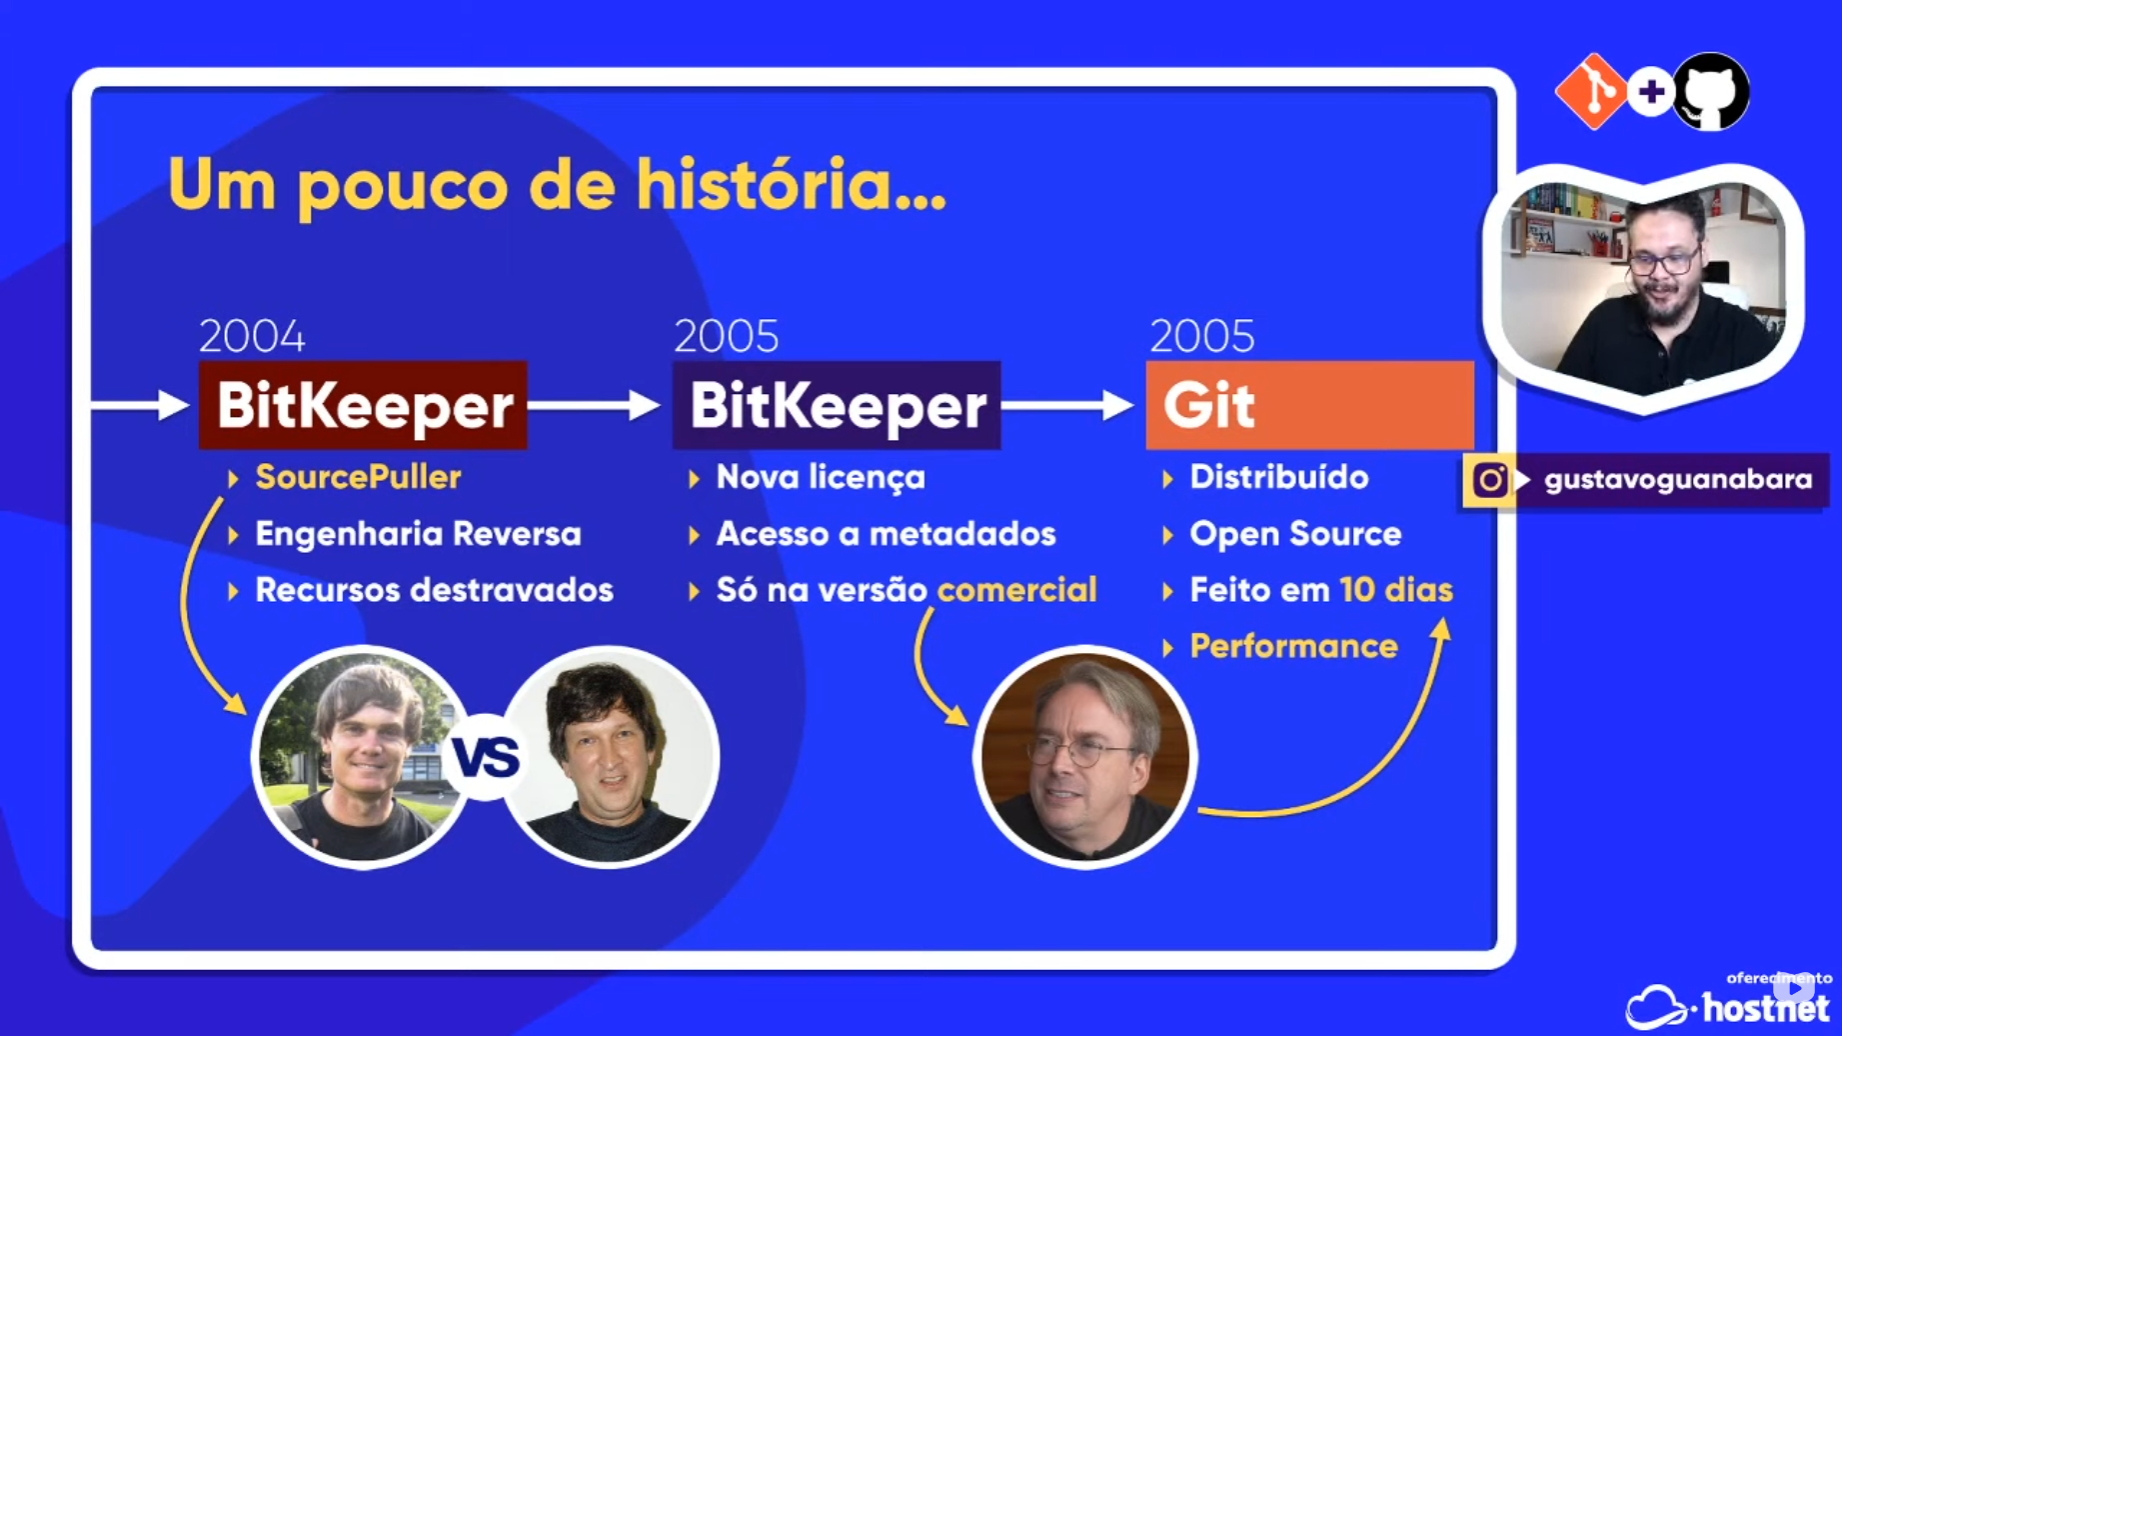 Um pouco de história...
2004
BitKeeper
SourcePuller
Engenharia Reversa
Recursos destravados
VS
2005
BitKeeper
Nova licença
Acesso a metadados
Só na versão comercial
2005
Git
Distribuído
Open Source
Feito em 10 dias
Performance
gustavoguanabara
oferecimento
hostnet